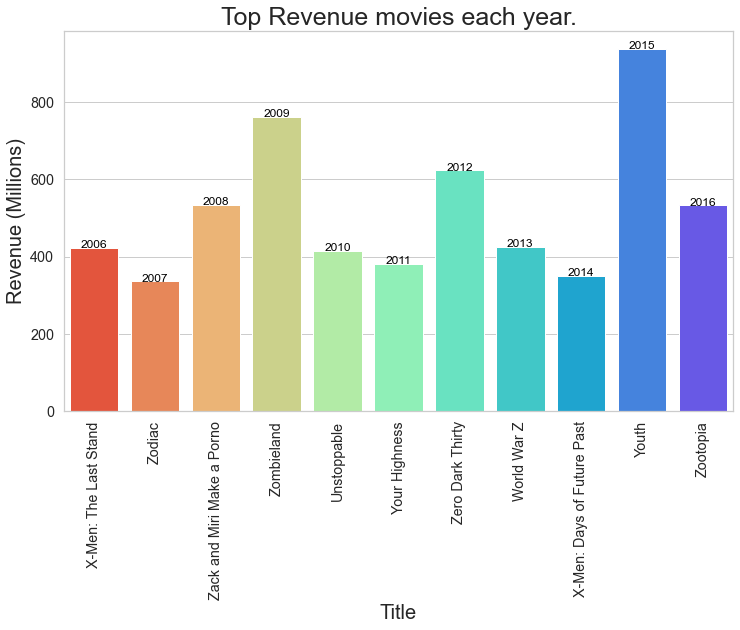 Top Revenue movies each year.
Revenue (Millions)
800
600
400
200
0
2006
2007
2008
2009
2010
2011
2012
2013
2014
2015
2016
X-Men: The Last Stand
Zodiac
Zack and Miri Make a Porno
Zombieland
Unstoppable
Your Highness
Zero Dark Thirty
World War Z
X-Men: Days of Future Past
Youth
Zootopia
Title